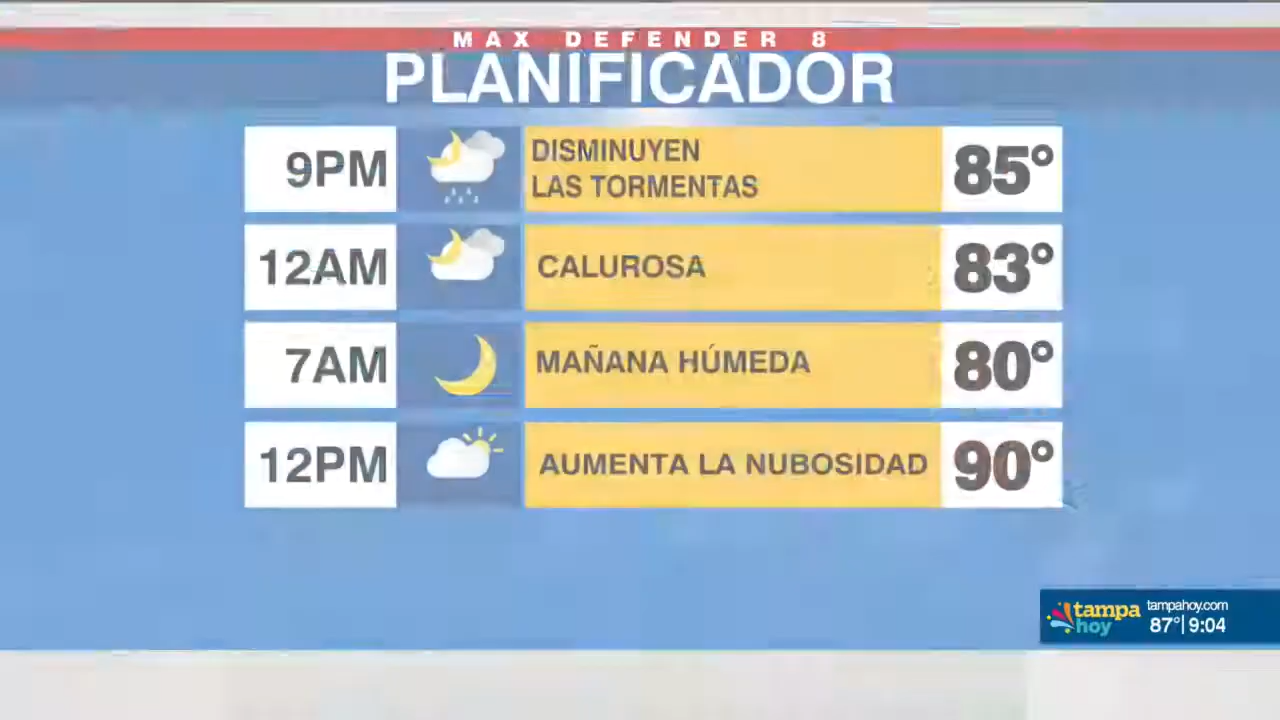 MAX DEFENDER 8
PLANIFICADOR
9PM
DISMINUYEN
LAS TORMENTAS
85°
12AM
CALUROSA
83°
7AM
MAÑANA HÚMEDA
80°
12PM
AUMENTA LA NUBOSIDAD
90°
tampa
hoy
tampahoy.com
87°|9:04